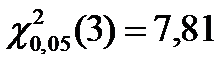 χ²₀,₀₅(3) = 7,81